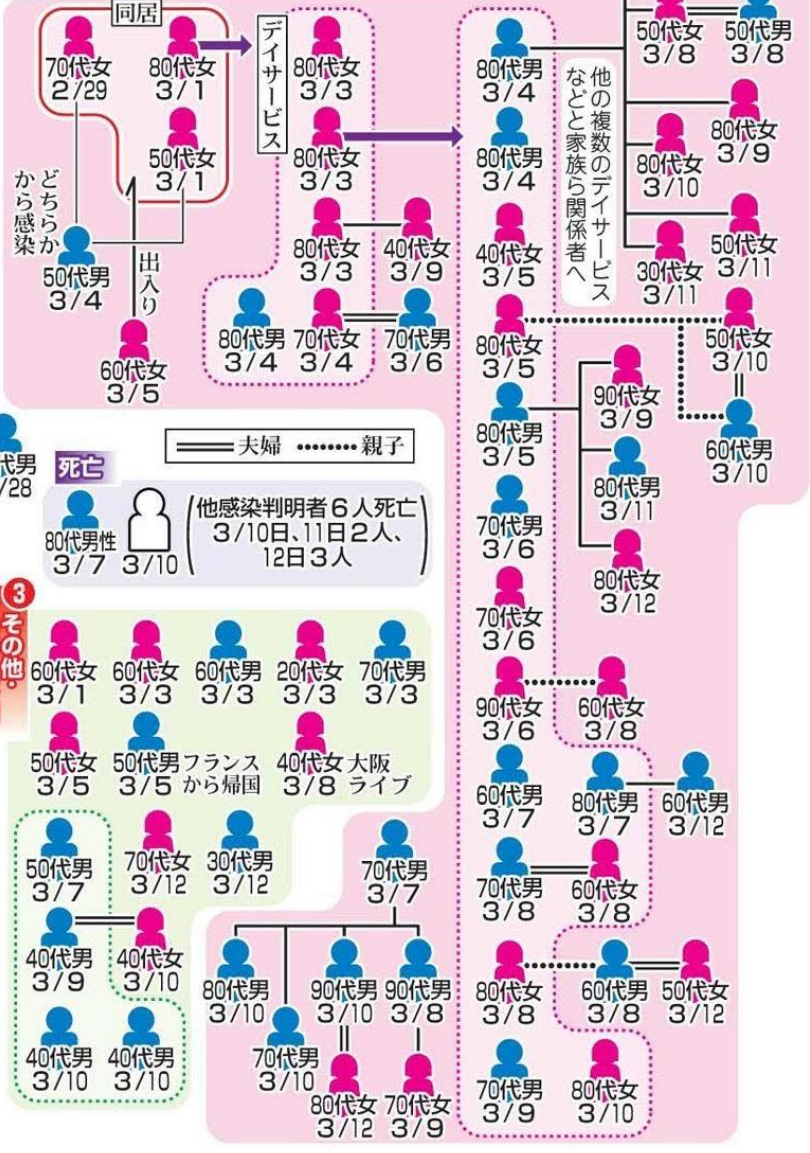 同居
70代女
2/29
80代女
3/1
50代女
3/1
どちらか
から感染
50代男
3/4
出入り
60代女
3/5
デイサービス
80代女
3/3
80代女
3/3
80代女
3/3
40代女
3/9
80代男
3/4
70代女
3/4
70代男
3/6
80代男
3/4
80代男
3/4
40代女
3/5
80代女
3/5
80代男
3/5
70代男
3/6
70代女
3/6
90代女
3/6
60代女
3/8
60代男
3/7
80代男
3/7
60代男
3/12
70代男
3/8
60代女
3/8
80代女
3/8
60代男
3/8
50代女
3/12
70代男
3/9
80代女
3/10
他の複数のデイサービス
などと家族ら関係者へ
50代女
3/8
50代男
3/8
80代女
3/9
80代女
3/10
50代女
3/11
30代女
3/11
50代女
3/10
60代男
3/10
90代女
3/9
80代男
3/11
80代女
3/12
代男
/28
夫婦 親子
死亡
80代男性
3/7
3/10
(他感染判明者6人死亡
3/10日、11日2人、
12日3人)
3 その他・
60代女
3/1
60代女
3/3
60代男
3/3
20代女
3/3
70代男
3/3
50代女
3/5
50代男
3/5
フランス
から帰国
40代女
3/8
大阪
ライブ
50代男
3/7
70代女
3/12
30代男
3/12
40代男
3/9
40代女
3/10
40代男
3/10
40代男
3/10
70代男
3/7
80代男
3/10
70代男
3/10
90代男
3/10
90代男
3/8
80代女
3/12
70代女
3/9